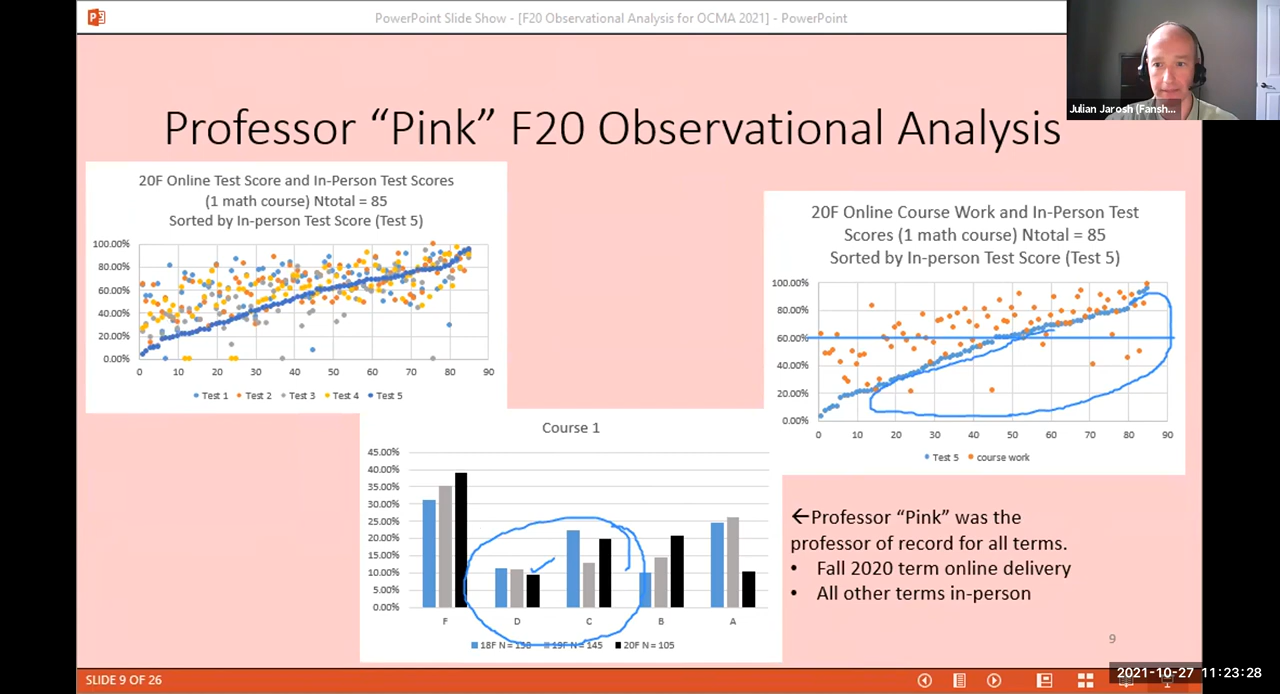 PowerPoint Slide Show - [F20 Observational Analysis for OCMA 2021] - PowerPoint
Julian Jarosh (Fansh...
Professor “Pink” F20 Observational Analysis
20F Online Test Score and In-Person Test Scores
(1 math course) Ntotal = 85
Sorted by In-person Test Score (Test 5)
100.00%
80.00%
60.00%
40.00%
20.00%
0.00%
0 10 20 30 40 50 60 70 80 90
Test 1 Test 2 Test 3 Test 4 Test 5
20F Online Course Work and In-Person Test
Scores (1 math course) Ntotal = 85
Sorted by In-person Test Score (Test 5)
100.00%
80.00%
60.00%
40.00%
20.00%
0.00%
0 10 20 30 40 50 60 70 80 90
Test 5 course work
Course 1
45.00%
40.00%
35.00%
30.00%
25.00%
20.00%
15.00%
10.00%
5.00%
0.00%
F D C B A
18F N = 138 19F N = 145 20F N = 105
←Professor “Pink” was the
professor of record for all terms.
• Fall 2020 term online delivery
• All other terms in-person
9
SLIDE 9 OF 26
2021-10-27 11:23:28